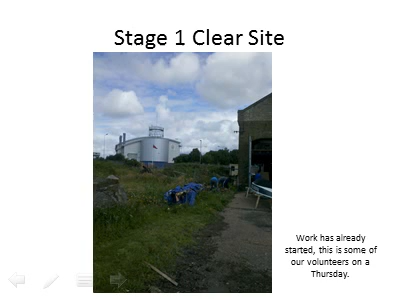 Stage 1 Clear Site
Work has already
started, this is some of
our volunteers on a
Thursday.